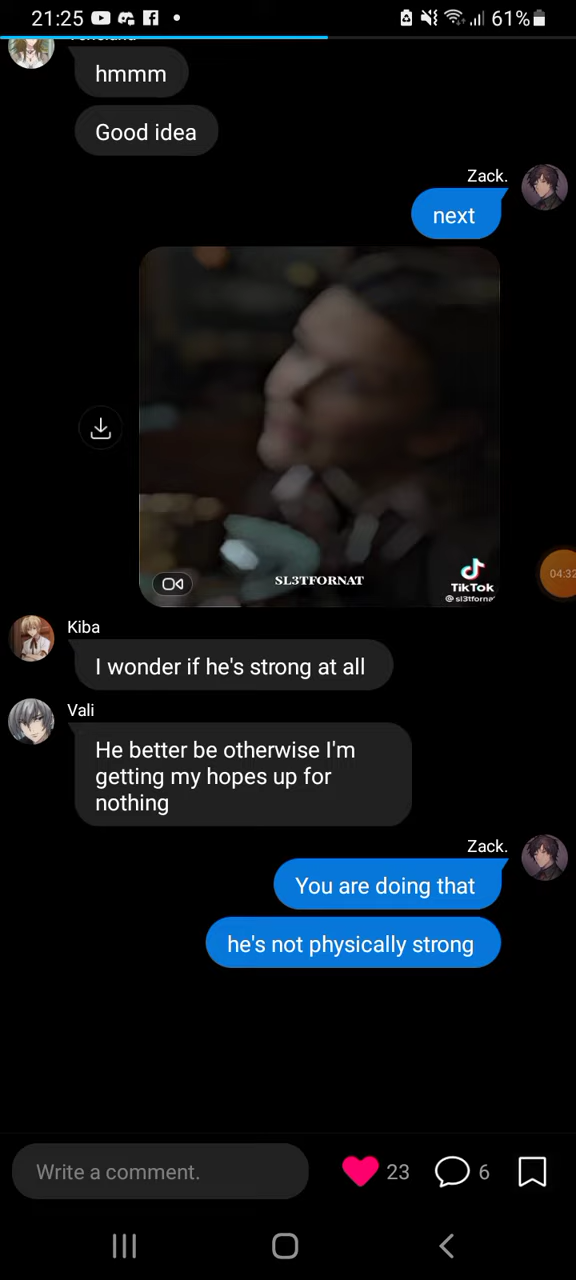 21:25
61%
hmmm
Good idea
Zack.
next
SL3TFORNAT
TikTok
Kiba
I wonder if he's strong at all
Vali
He better be otherwise I'm
getting my hopes up for
nothing
Zack.
You are doing that
he's not physically strong
04:32
Write a comment.
23
6